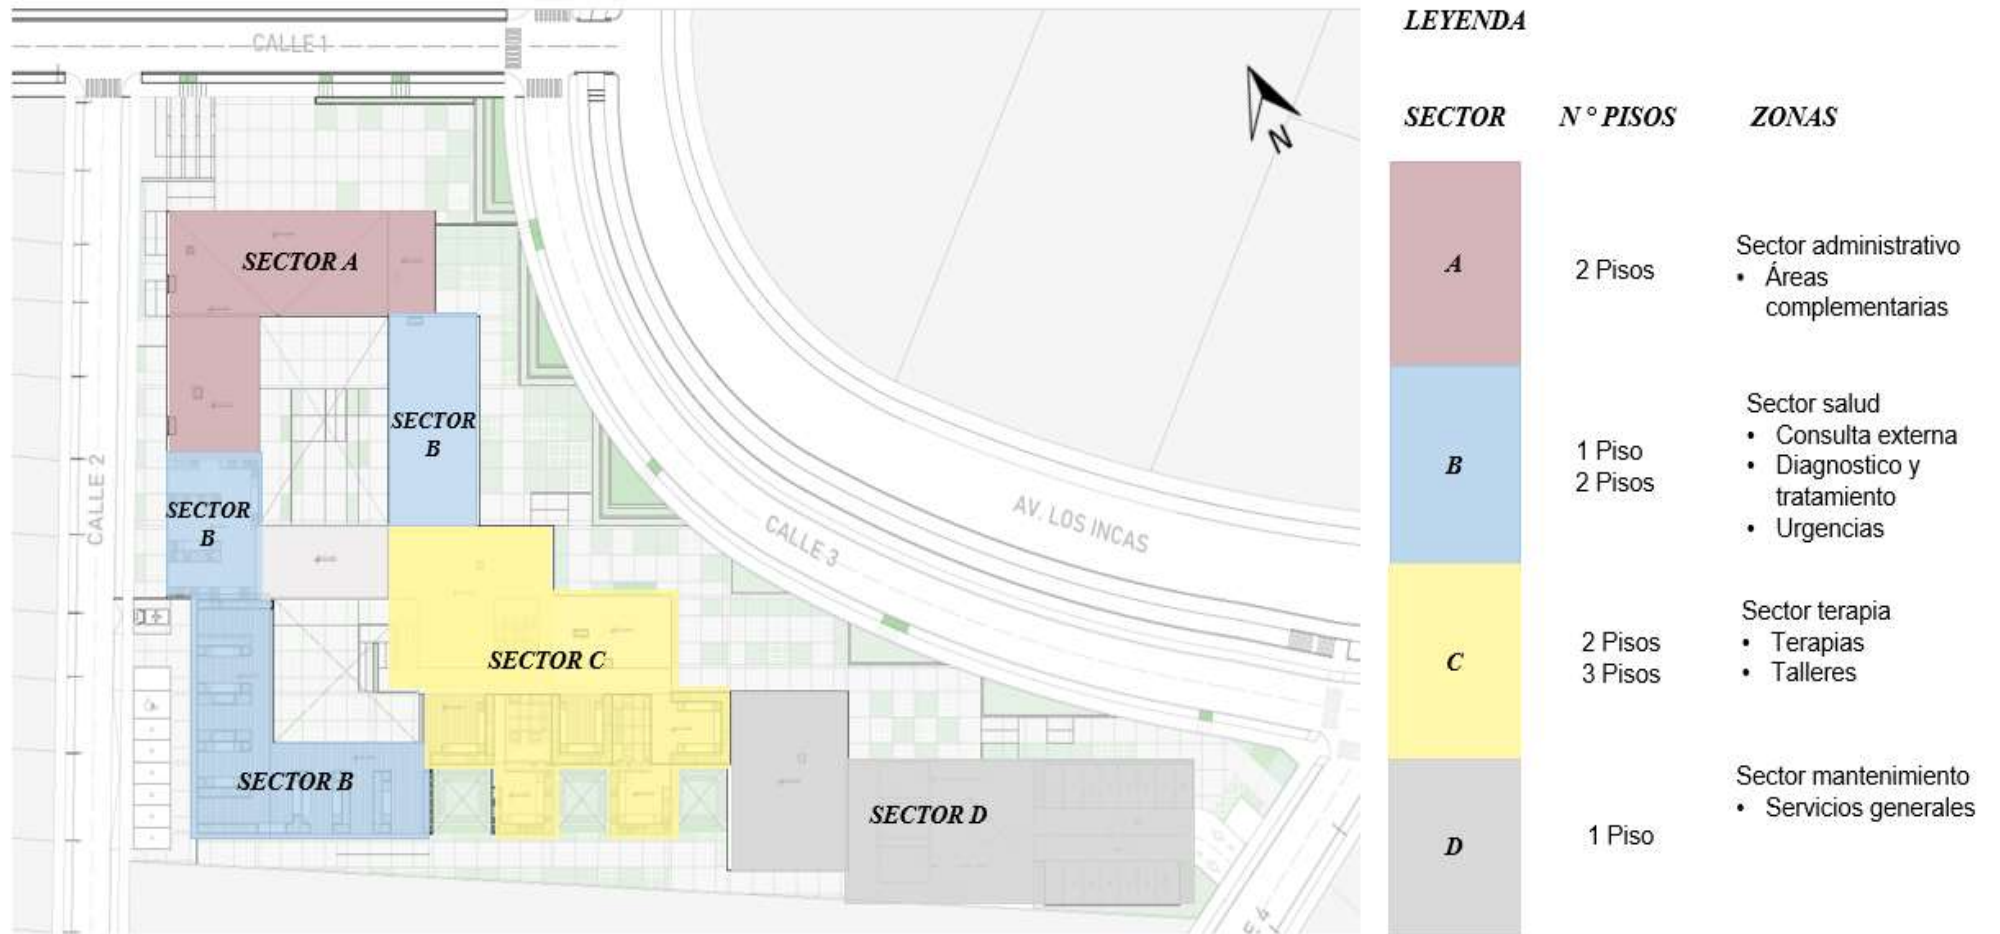 CALLE 1
CALLE 2
CALLE 3
AV. LOS INCAS
E 4
N
SECTOR A
SECTOR
B
SECTOR
B
SECTOR C
SECTOR B
SECTOR D
LEYENDA
SECTOR N ° PISOS ZONAS
A
2 Pisos
Sector administrativo
• Áreas
complementarias
B
1 Piso
2 Pisos
Sector salud
• Consulta externa
• Diagnostico y
tratamiento
• Urgencias
C
2 Pisos
3 Pisos
Sector terapia
• Terapias
• Talleres
D
1 Piso
Sector mantenimiento
• Servicios generales